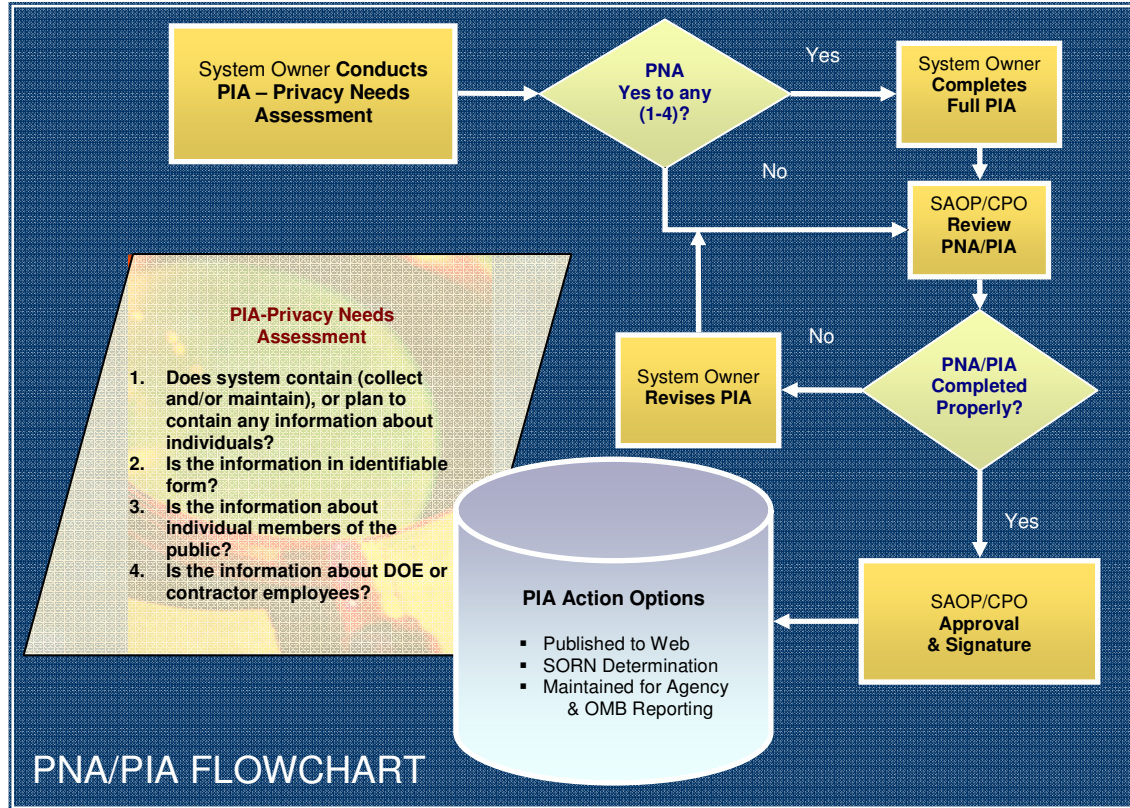 System Owner Conducts
PIA – Privacy Needs
Assessment
PNA
Yes to any
(1-4)?
Yes
System Owner
Completes
Full PIA
No
SAOP/CPO
Review
PNA/PIA
PIA-Privacy Needs
Assessment
1. Does system contain (collect
and/or maintain), or plan to
contain any information about
individuals?
2. Is the information in identifiable
form?
3. Is the information about
individual members of the
public?
4. Is the information about DOE or
contractor employees?
System Owner
Revises PIA
No
PNA/PIA
Completed
Properly?
Yes
SAOP/CPO
Approval
& Signature
PIA Action Options
▪ Published to Web
▪ SORN Determination
▪ Maintained for Agency
& OMB Reporting
PNA/PIA FLOWCHART